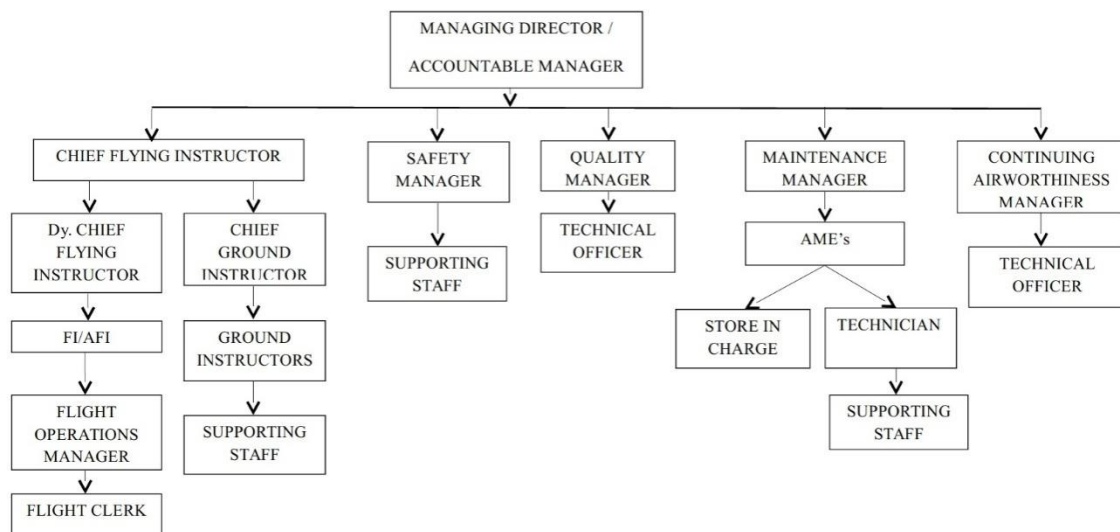 MANAGING DIRECTOR /
ACCOUNTABLE MANAGER
CHIEF FLYING INSTRUCTOR
SAFETY
MANAGER
QUALITY
MANAGER
MAINTENANCE
MANAGER
CONTINUING
AIRWORTHINESS
MANAGER
Dy. CHIEF
FLYING
INSTRUCTOR
CHIEF
GROUND
INSTRUCTOR
SUPPORTING
STAFF
TECHNICAL
OFFICER
AME's
TECHNICAL
OFFICER
FI/AFI
GROUND
INSTRUCTORS
STORE IN
CHARGE
TECHNICIAN
FLIGHT
OPERATIONS
MANAGER
SUPPORTING
STAFF
SUPPORTING
STAFF
FLIGHT CLERK